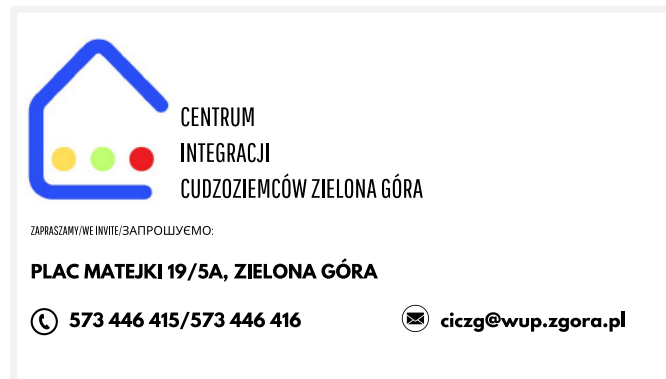 CENTRUM
INTEGRACJI
CUDZOZIEMCÓW ZIELONA GÓRA
ZAPRASZAMY/WE INVITE/ЗАПРОШУЄМО:
PLAC MATEJKI 19/5A, ZIELONA GÓRA
573 446 415/573 446 416
ciczg@wup.zgora.pl